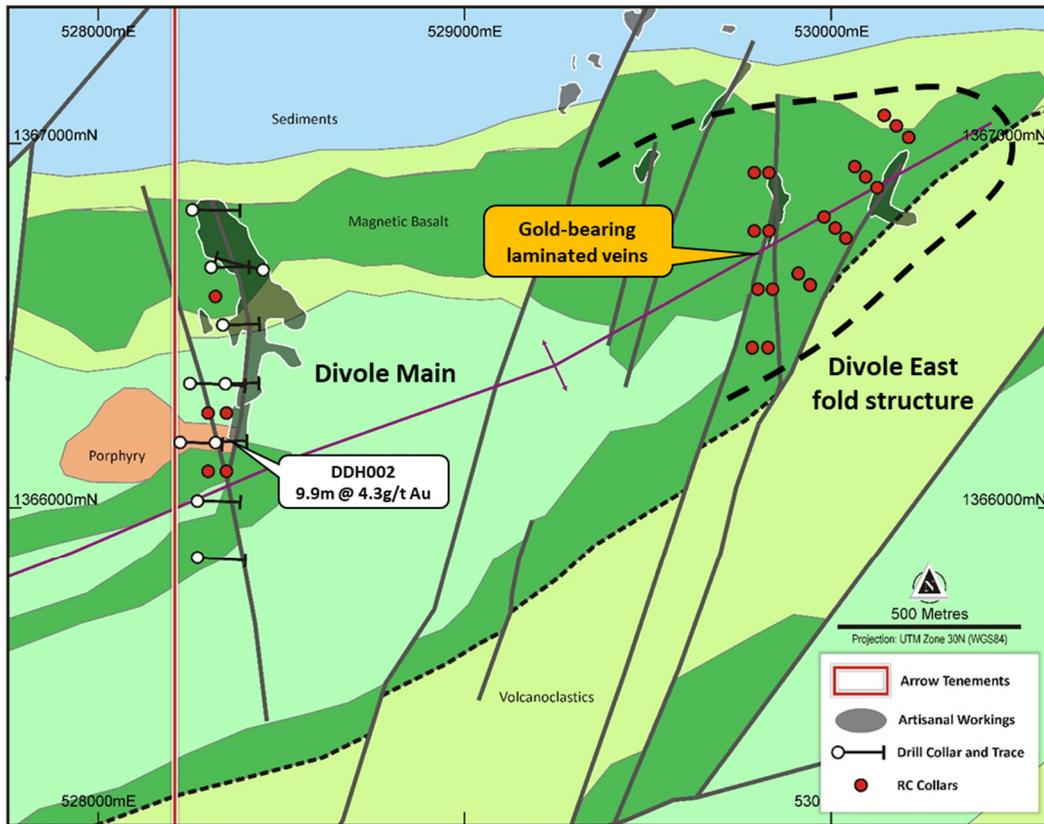 528000mE
529000mE
530000mE
Sediments
1367000mN
1367000mN
Magnetic Basalt
Gold-bearing
laminated veins
Divole Main
Divole East
fold structure
Porphyry
DDH002
9.9m @ 4.3g/t Au
1366000mN
1366000mN
N
500 Metres
Projection: UTM Zone 30N (WGS84)
Volcanoclastics
Arrow Tenements
Artisanal Workings
Drill Collar and Trace
RC Collars
528000mE
530